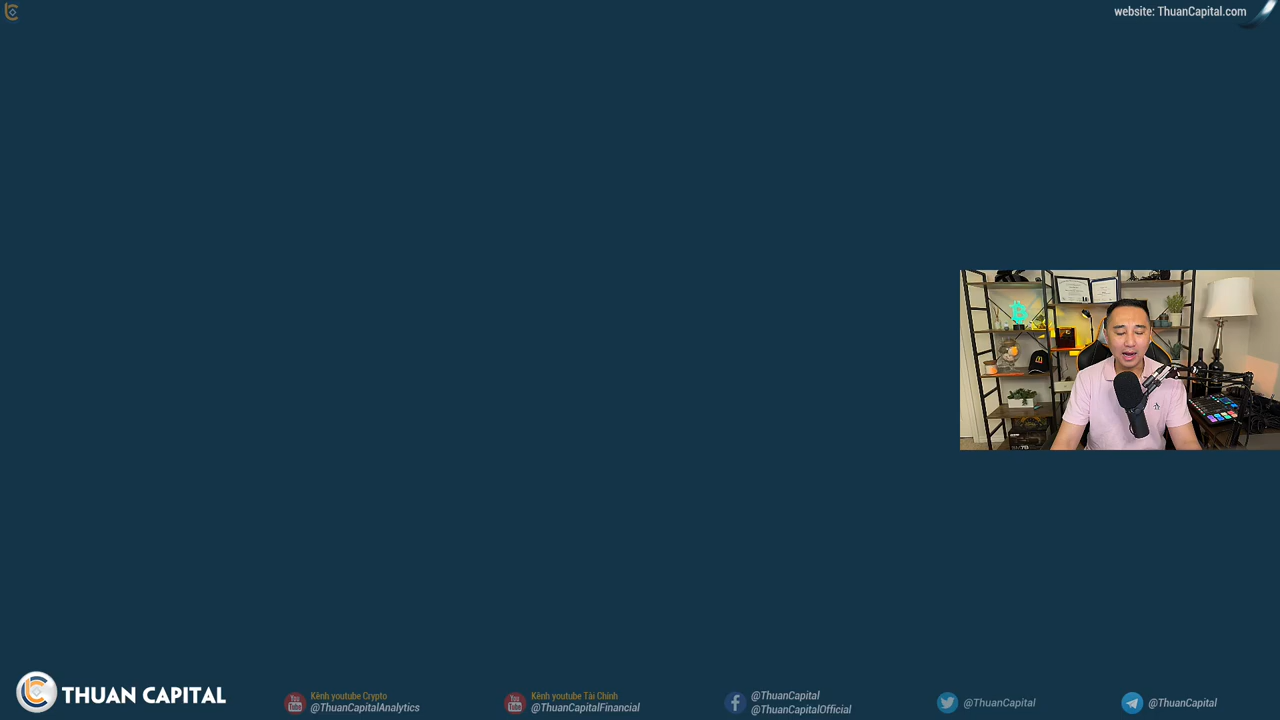 website: ThuanCapital.com
THUAN CAPITAL
Kênh youtube Crypto
@ThuanCapitalAnalytics
Kênh youtube Tài Chính
@ThuanCapitalFinancial
@ThuanCapital
@ThuanCapitalOfficial
@ThuanCapital
@ThuanCapital